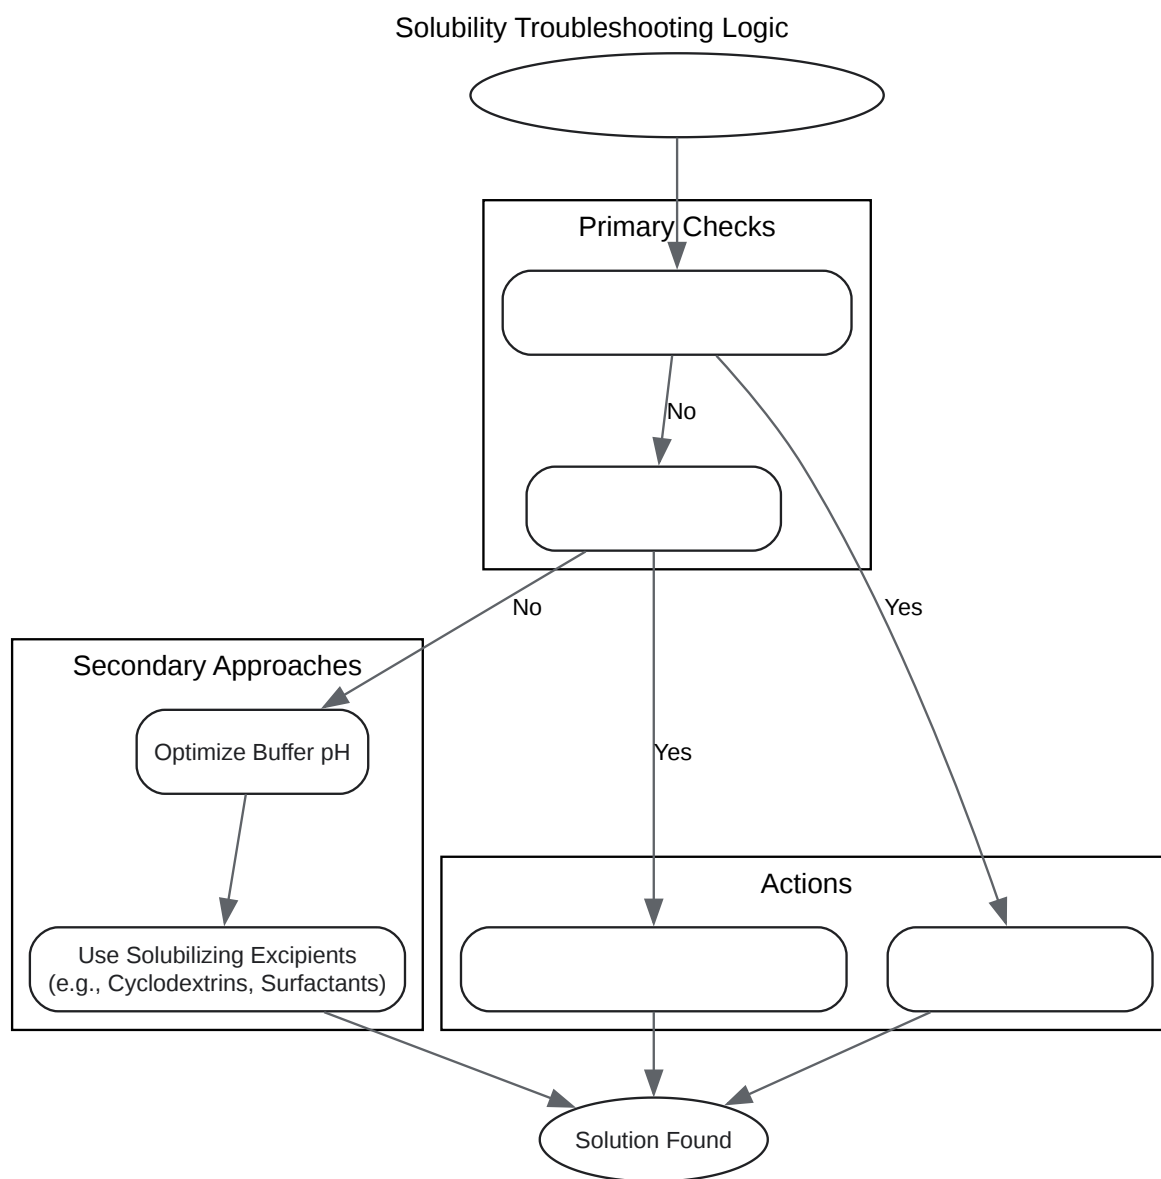 Solubility Troubleshooting Logic
Primary Checks
No
No
Yes
Secondary Approaches
Optimize Buffer pH
Yes
Actions
Use Solubilizing Excipients
(e.g., Cyclodextrins, Surfactants)
Solution Found